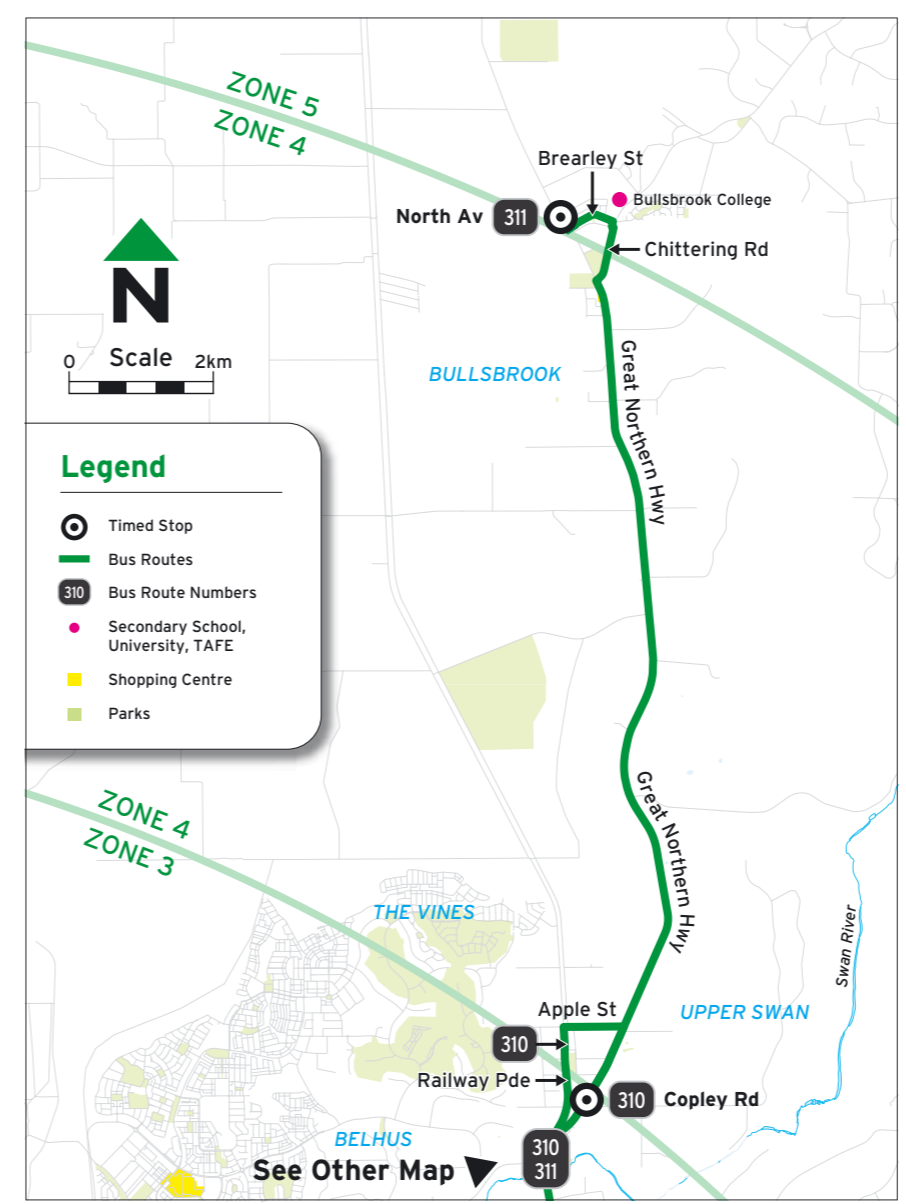 ZONE 5
ZONE 4
Brearley St
Bullsbrook College
North Av
311
Chittering Rd
N
0 Scale 2km
BULLSBROOK
Great Northern Hwy
Legend
Timed Stop
Bus Routes
310 Bus Route Numbers
Secondary School,
University, TAFE
Shopping Centre
Parks
ZONE 4
ZONE 3
Great Northern Hwy
THE VINES
Swan River
Apple St
UPPER SWAN
310
Railway Pde
310 Copley Rd
BELHUS
See Other Map
310
311